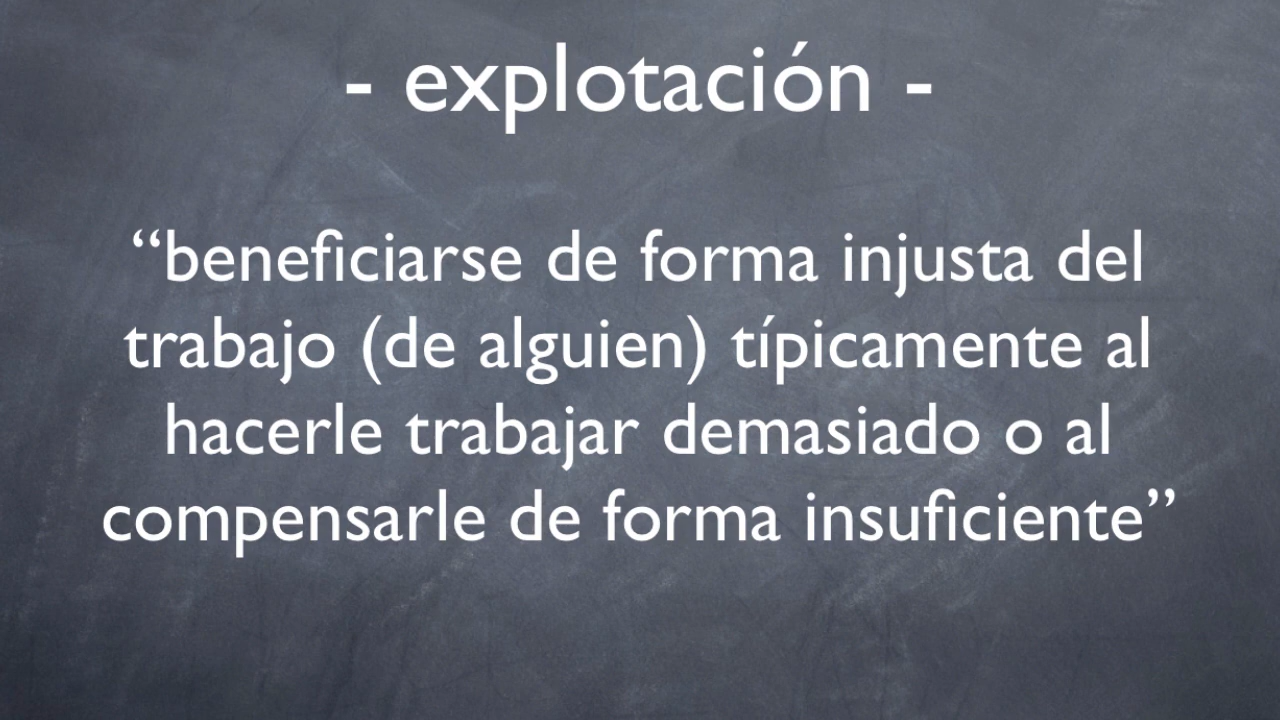 - explotación -
“beneficiarse de forma injusta del
trabajo (de alguien) típicamente al
hacerle trabajar demasiado o al
compensarle de forma insuficiente”